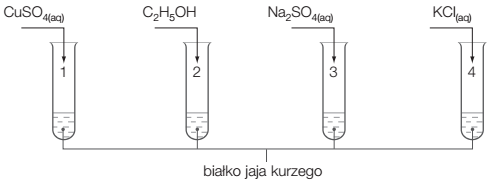 CuSO4(aq) C2H5OH Na2SO4(aq) KCl(aq)
1 2 3 4
białko jaja kurzego